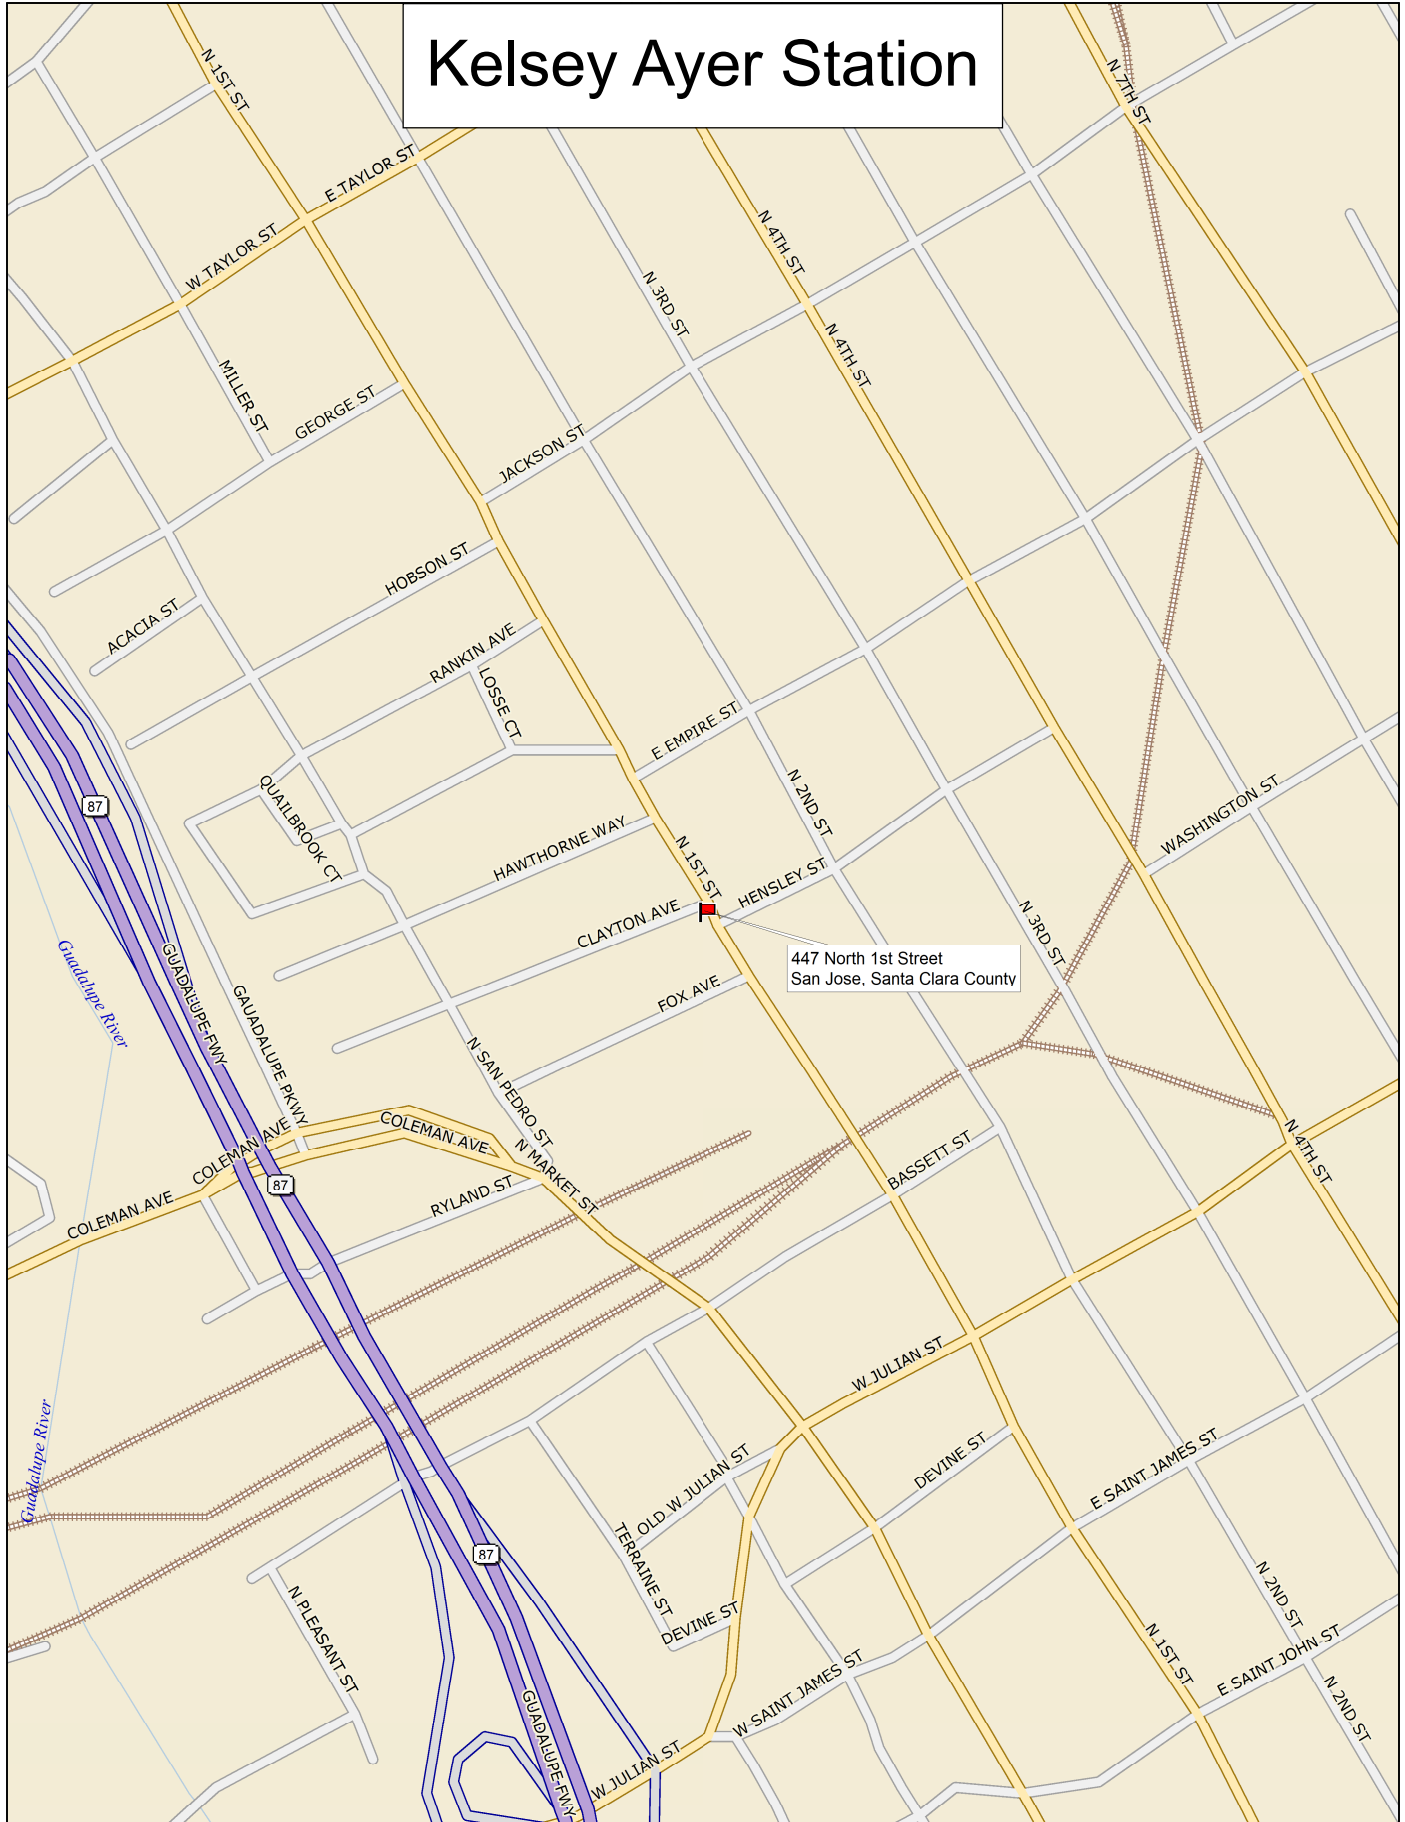 Kelsey Ayer Station
N 1ST ST
N 7TH ST
E TAYLOR ST
W TAYLOR ST
N 4TH ST
N 3RD ST
N 4TH ST
MILLER ST
GEORGE ST
JACKSON ST
HOBSON ST
ACACIA ST
RANKIN AVE
LOSSE CT
E EMPIRE ST
QUAILBROOK CT
87
N 2ND ST
WASHINGTON ST
HAWTHORNE WAY
N 1ST ST
HENSLEY ST
CLAYTON AVE
N 3RD ST
447 North 1st Street
San Jose, Santa Clara County
Guadalupe River
GUADALUPE FWY
GAUADALUPE PKWY
FOX AVE
N SAN PEDRO ST
COLEMAN AVE
COLEMAN AVE
COLEMAN AVE
N MARKET ST
BASSETT ST
N 4TH ST
87
RYLAND ST
W JULIAN ST
Guadalupe River
OLD W JULIAN ST
DEVINE ST
E SAINT JAMES ST
87
TERRAINE ST
N PLEASANT ST
DEVINE ST
N 2ND ST
N 1ST ST
E SAINT JOHN ST
W SAINT JAMES ST
N 2ND ST
GUADALUPE FWY
W JULIAN ST